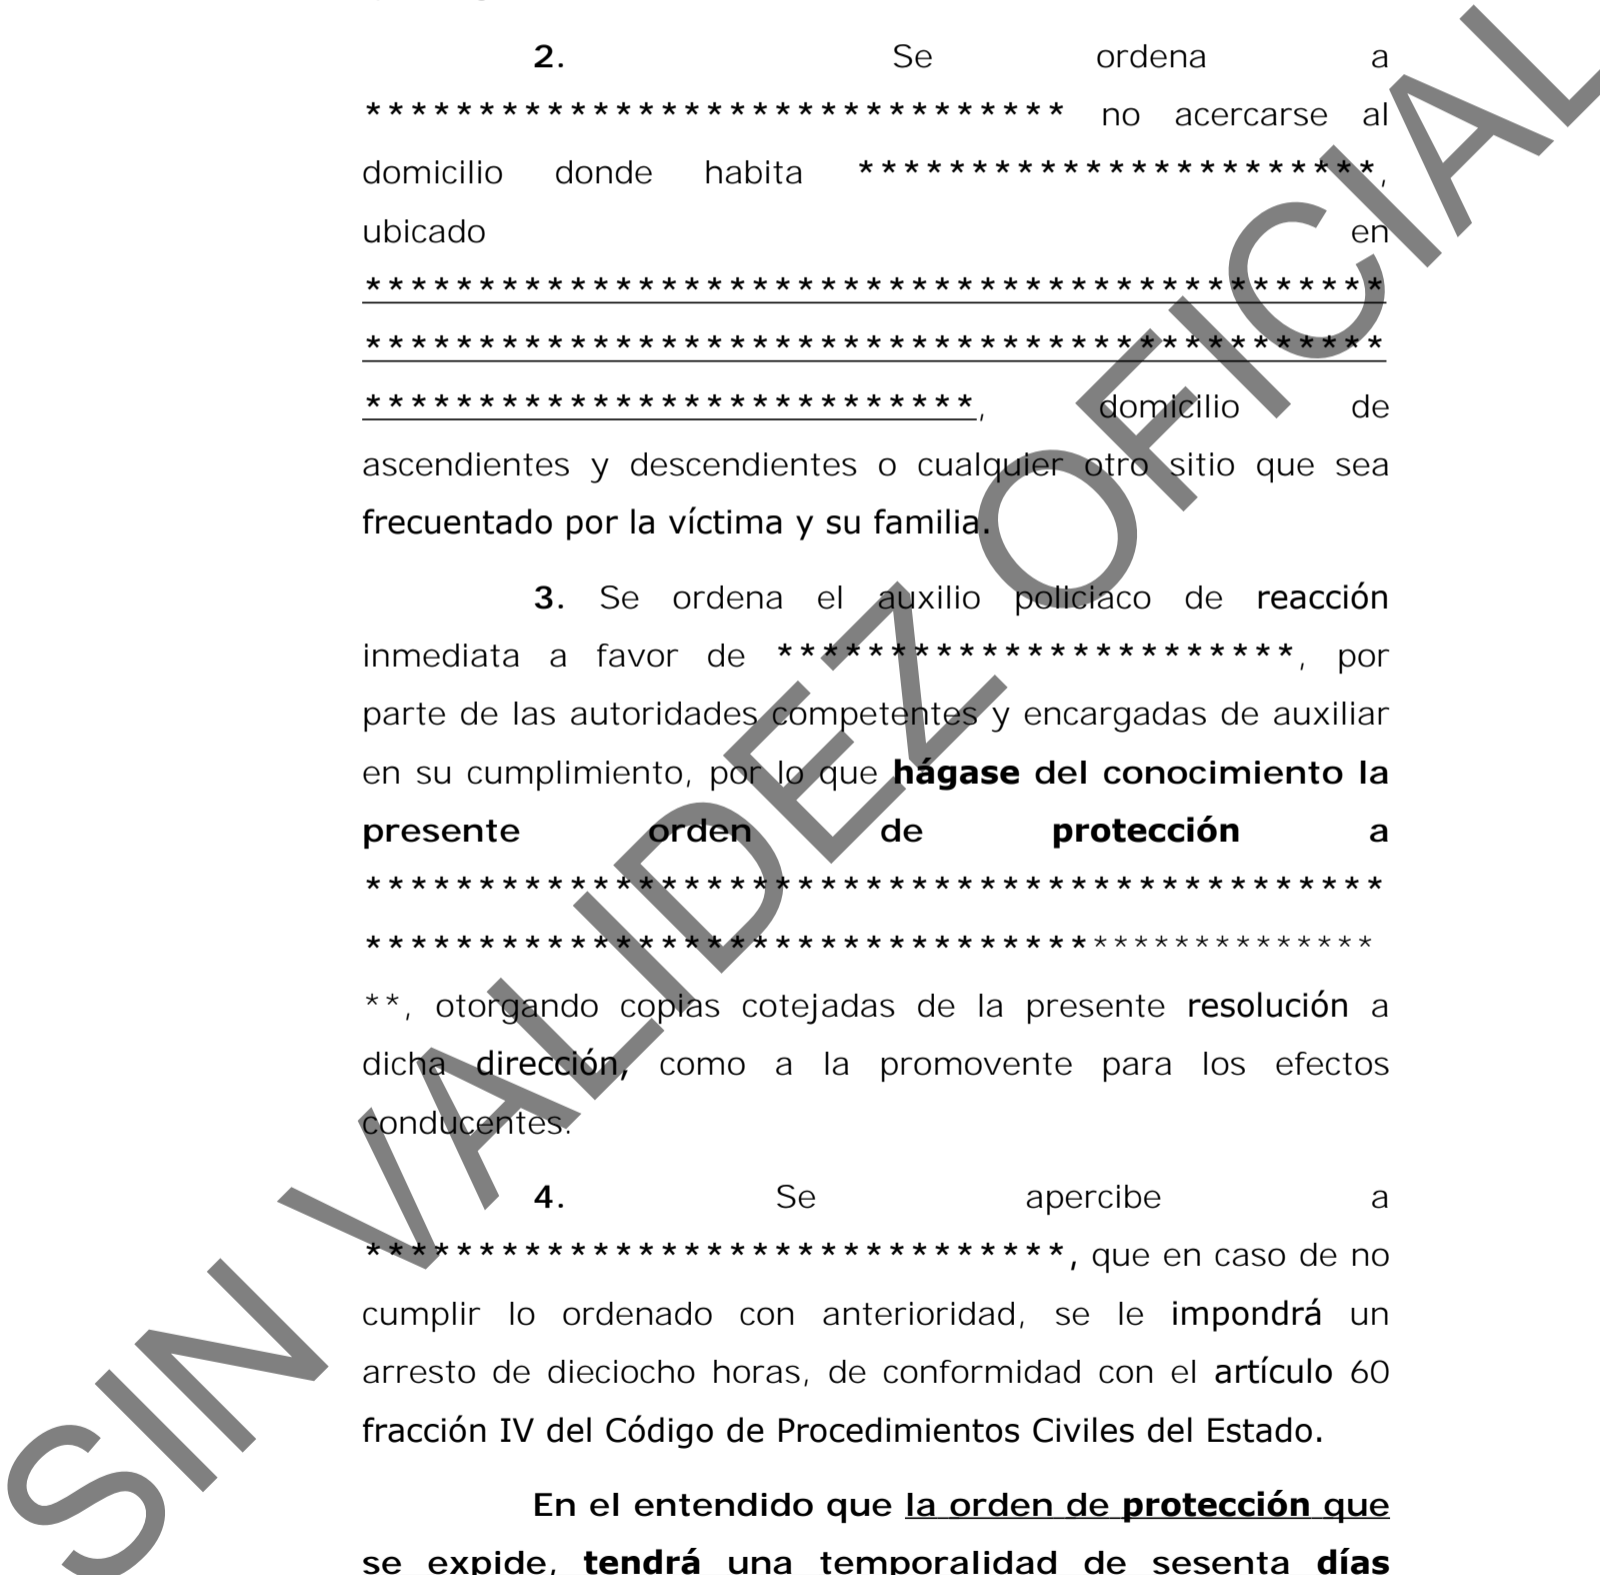 2. Se ordena a
******************************* no acercarse al
domicilio donde habita ***********************,
ubicado en
*********************************************
*********************************************
***************************, domicilio de
ascendientes y descendientes o cualquier otro sitio que sea
frecuentado por la víctima y su familia.
3. Se ordena el auxilio policiaco de reacción
inmediata a favor de ***********************, por
parte de las autoridades competentes y encargadas de auxiliar
en su cumplimiento, por lo que hágase del conocimiento la
presente orden de protección a
*********************************************
***********************************************
**, otorgando copias cotejadas de la presente resolución a
dicha dirección, como a la promovente para los efectos
conducentes.
4. Se apercibe a
*******************************, que en caso de no
cumplir lo ordenado con anterioridad, se le impondrá un
arresto de dieciocho horas, de conformidad con el artículo 60
fracción IV del Código de Procedimientos Civiles del Estado.
En el entendido que la orden de protección que
se expide, tendrá una temporalidad de sesenta días
SIN VALIDEZ OFICIAL